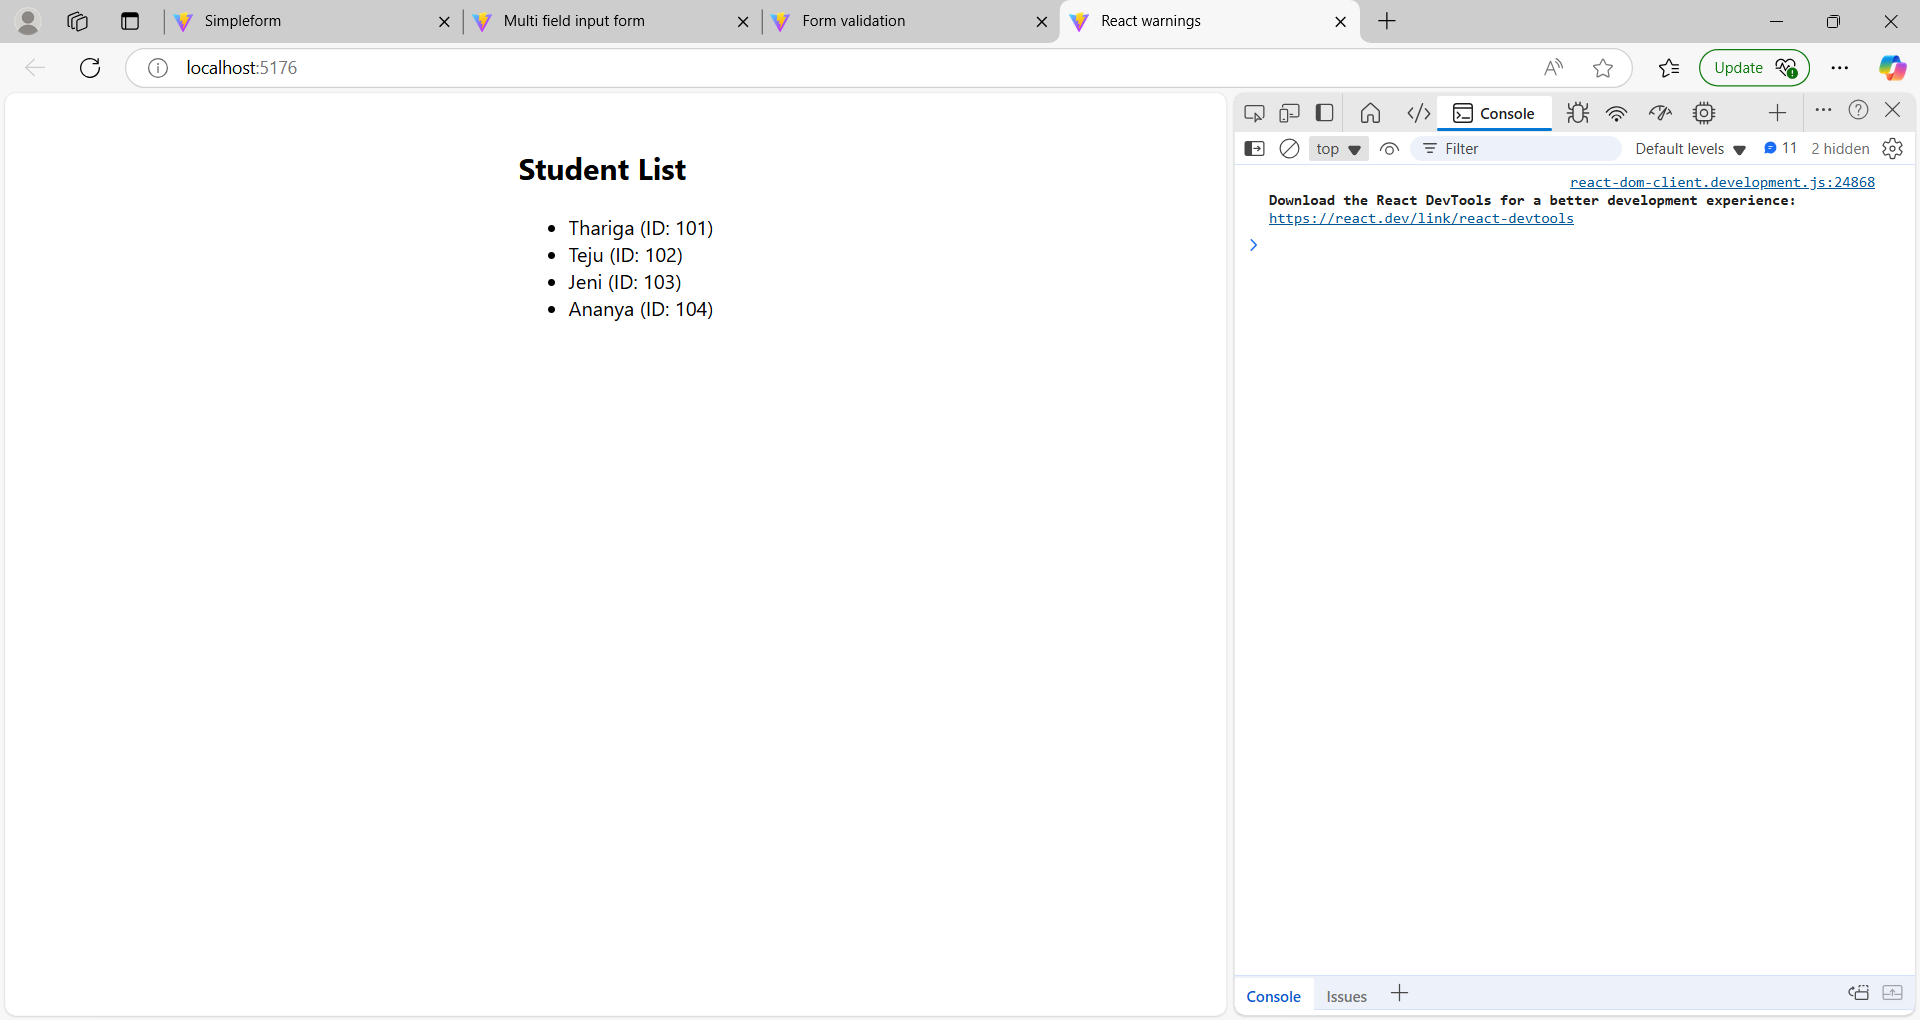 Simpleform
Multi field input form
Form validation
React warnings
localhost:5176
Update
Student List
• Thariga (ID: 101)
• Teju (ID: 102)
• Jeni (ID: 103)
• Ananya (ID: 104)
Console
top
Filter
Default levels
11
2 hidden
react-dom-client.development.js:24868
Download the React DevTools for a better development experience:
https://react.dev/link/react-devtools
Console
Issues